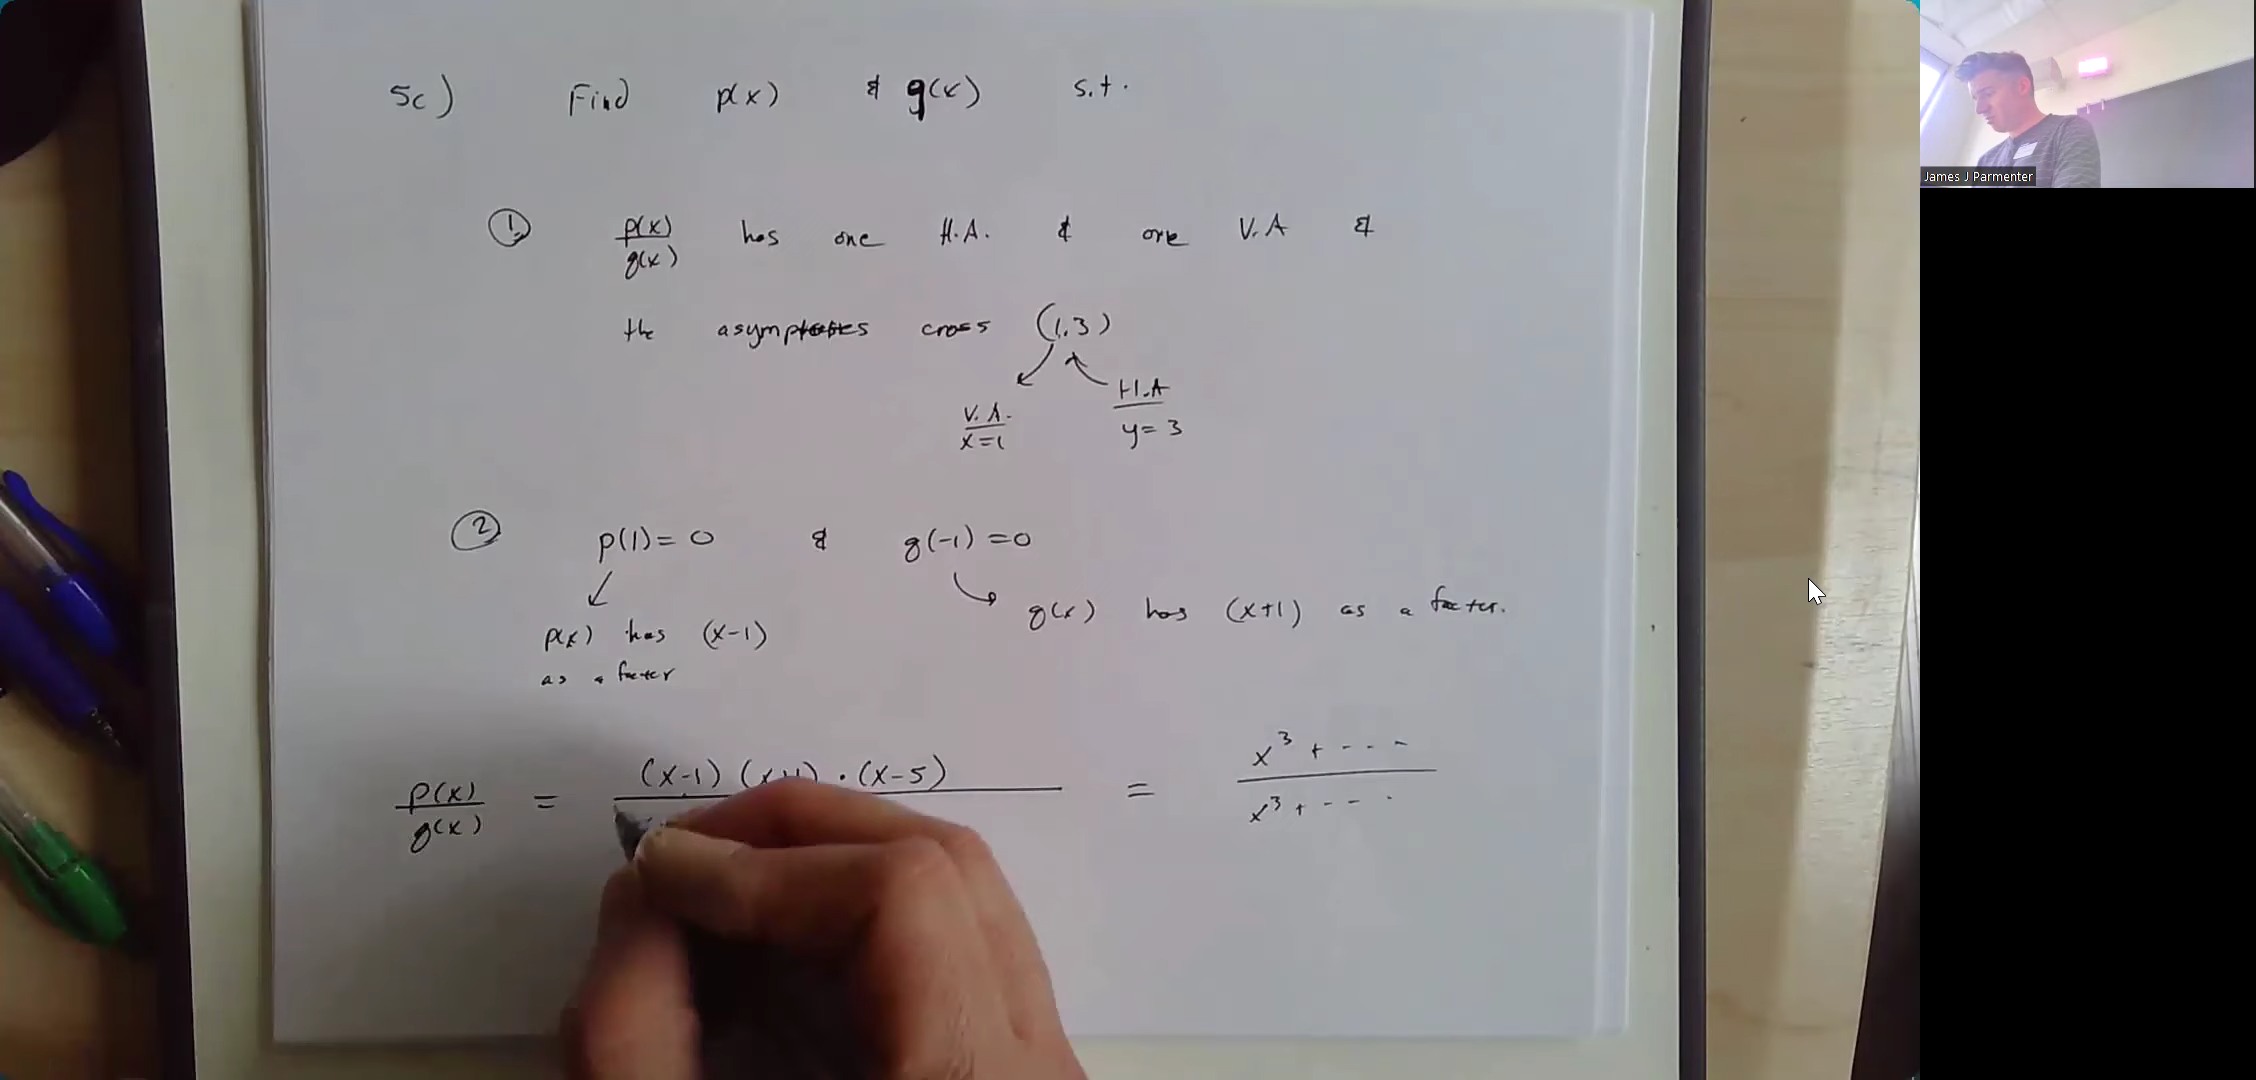 5c) Find p(x) & g(x) s.t.
① p(x)/g(x) has one H.A. & one V.A &
the asymptotes cross (1,3)
V.A. x=1
H.A y=3
② p(1)=0 & g(-1)=0
p(x) has (x-1) as a factor
g(x) has (x+1) as a factor.
p(x)/g(x) = (x-1) · (x-5) = x³ + --- / x³ + ---
James J Parmenter